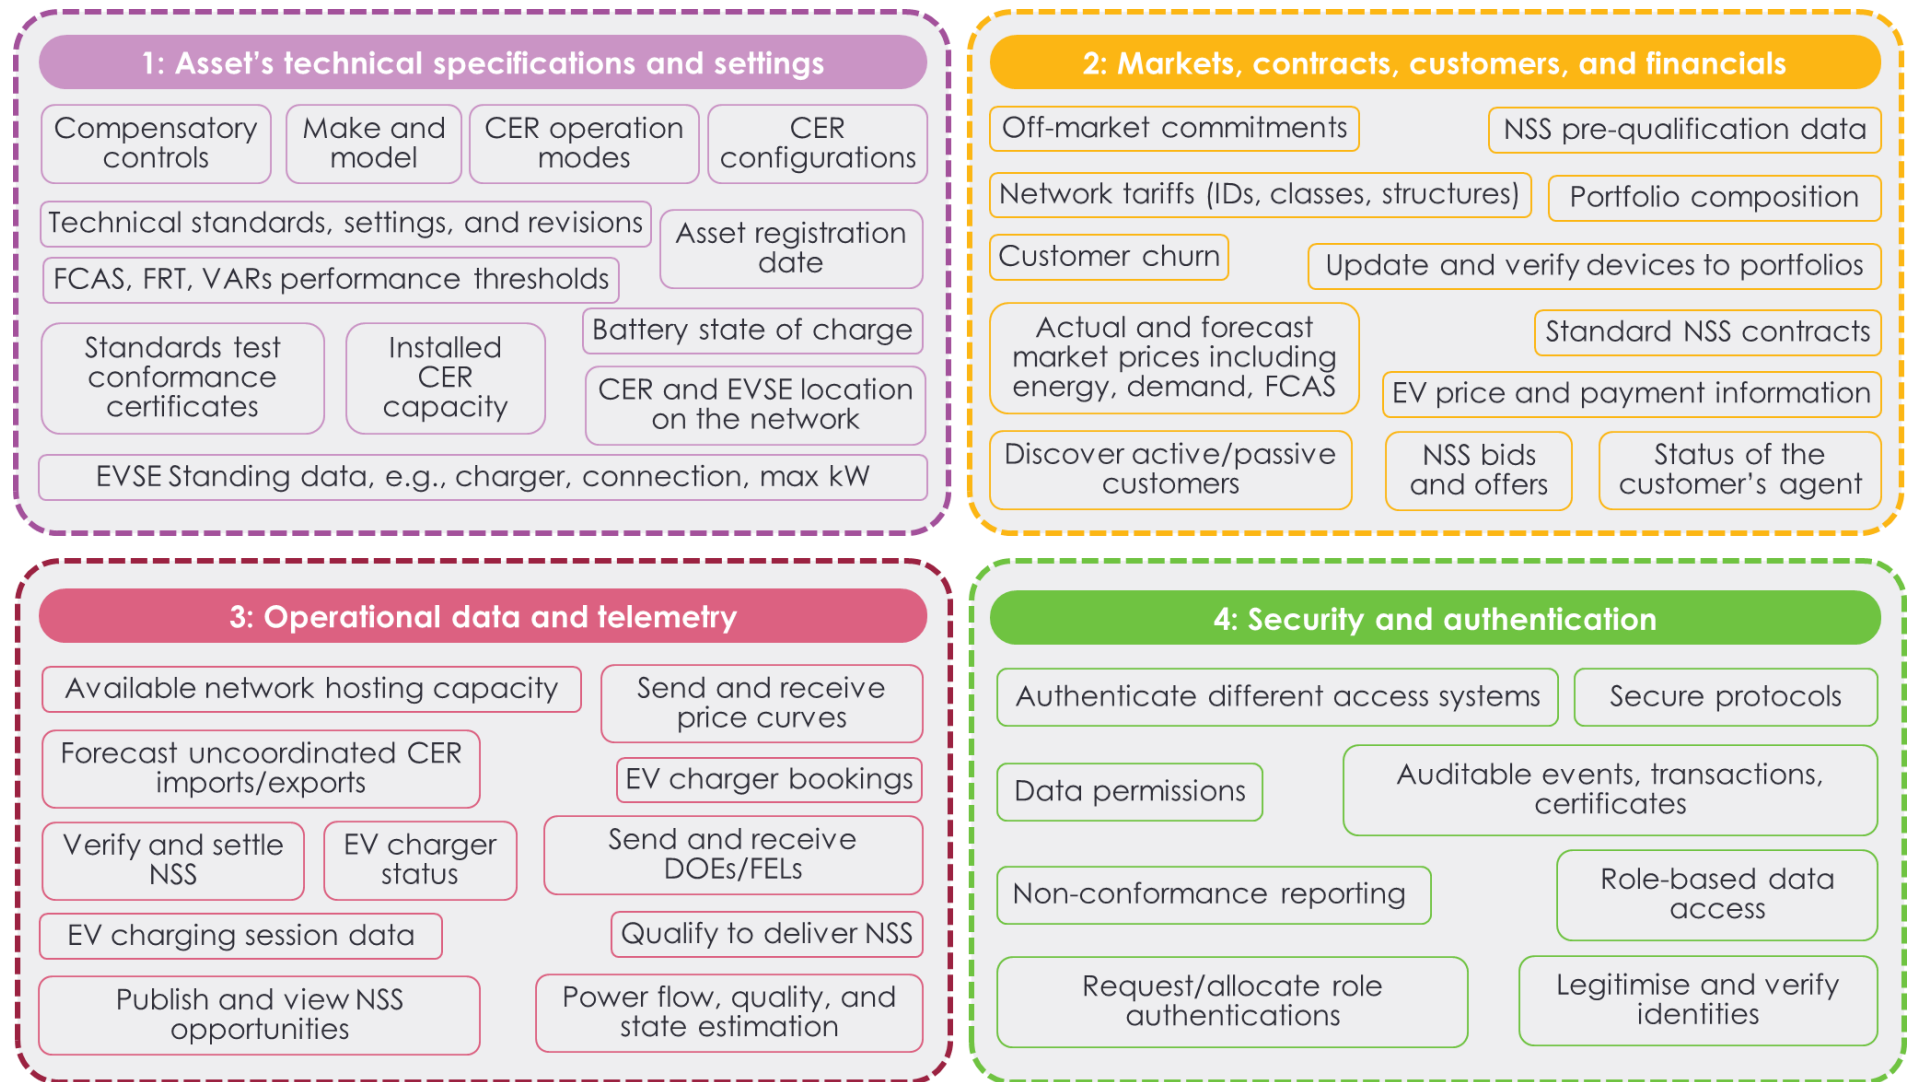 1: Asset's technical specifications and settings
Compensatory
controls
Make and
model
CER operation
modes
CER
configurations
Technical standards, settings, and revisions
Asset registration
date
FCAS, FRT, VARs performance thresholds
Battery state of charge
Standards test
conformance
certificates
Installed
CER
capacity
CER and EVSE location
on the network
EVSE Standing data, e.g., charger, connection, max kW
2: Markets, contracts, customers, and financials
Off-market commitments
NSS pre-qualification data
Network tariffs (IDs, classes, structures)
Portfolio composition
Customer churn
Update and verify devices to portfolios
Actual and forecast
market prices including
energy, demand, FCAS
Standard NSS contracts
EV price and payment information
Discover active/passive
customers
NSS bids
and offers
Status of the
customer's agent
3: Operational data and telemetry
Available network hosting capacity
Send and receive
price curves
Forecast uncoordinated CER
imports/exports
EV charger bookings
Verify and settle
NSS
EV charger
status
Send and receive
DOEs/FELs
EV charging session data
Qualify to deliver NSS
Publish and view NSS
opportunities
Power flow, quality, and
state estimation
4: Security and authentication
Authenticate different access systems
Secure protocols
Data permissions
Auditable events, transactions,
certificates
Non-conformance reporting
Role-based data
access
Request/allocate role
authentications
Legitimise and verify
identities